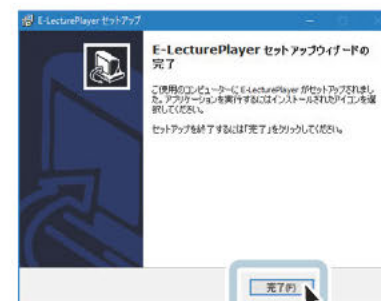 E-LecturePlayer セットアップ
E-LecturePlayer セットアップウィザードの
完了
ご使用のコンピューターに E-LecturePlayer がセットアップされまし
た。アプリケーションを実行するにはインストールされたアイコンを選
択してください。
セットアップを終了するには「完了」をクリックしてください。
完了(F)